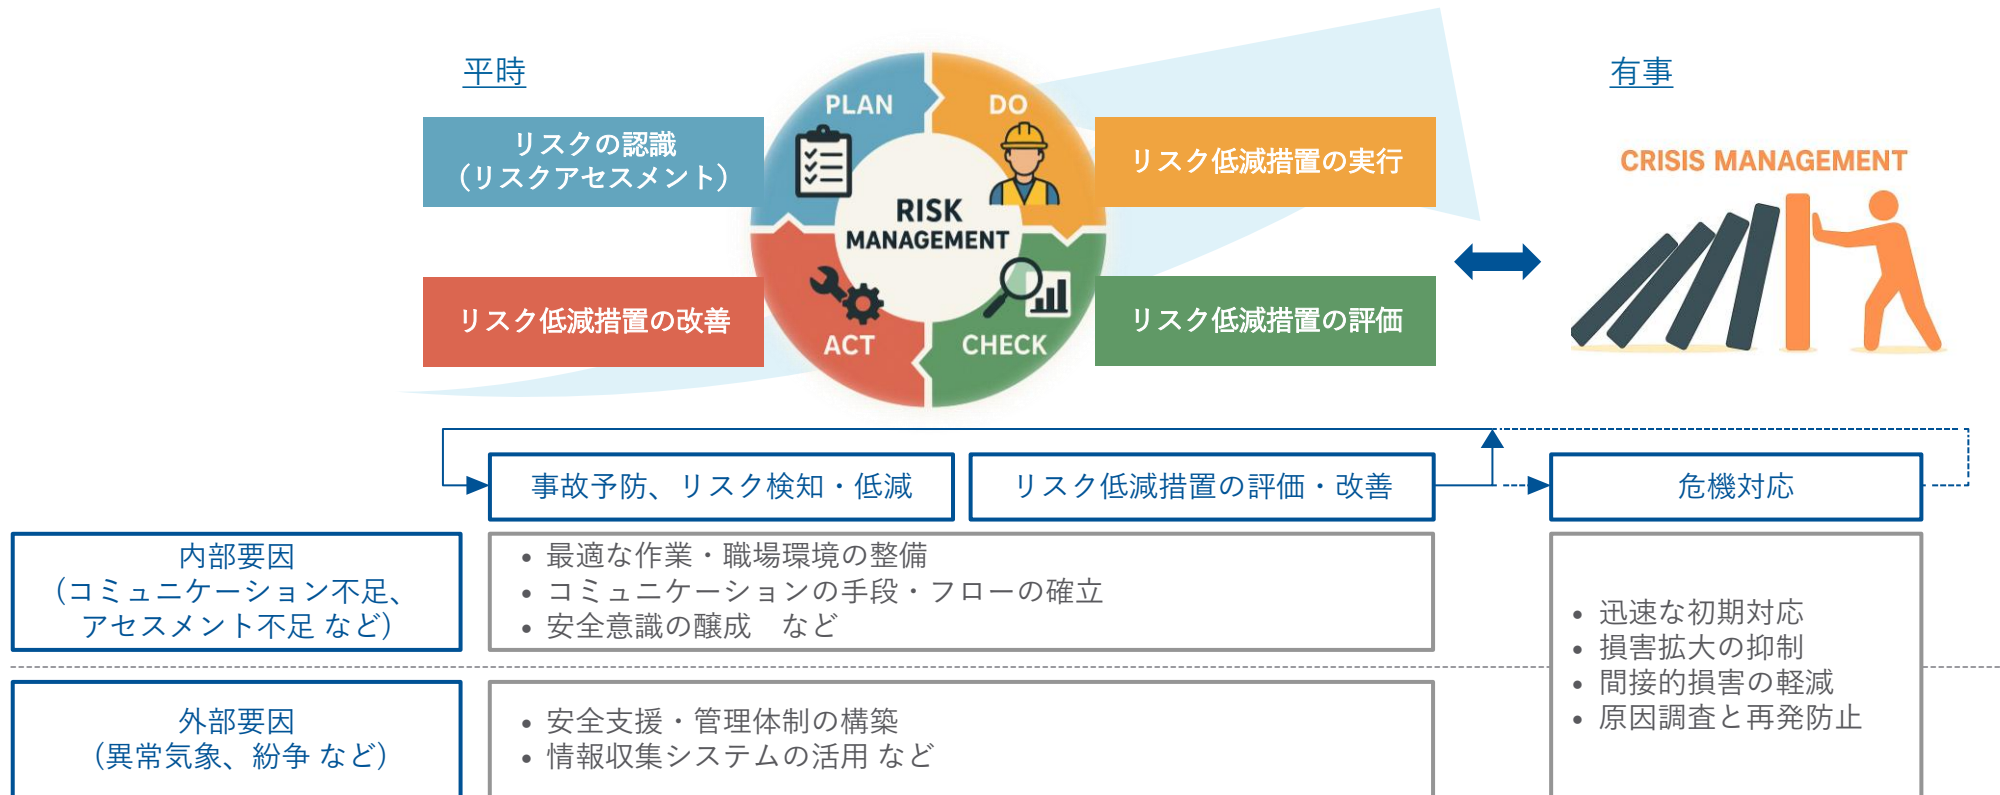 平時
有事
PLAN
DO
リスクの認識
（リスクアセスメント）
リスク低減措置の実行
CRISIS MANAGEMENT
RISK
MANAGEMENT
リスク低減措置の改善
リスク低減措置の評価
ACT
CHECK
事故予防、リスク検知・低減
リスク低減措置の評価・改善
危機対応
内部要因
（コミュニケーション不足、
アセスメント不足 など）
• 最適な作業・職場環境の整備
• コミュニケーションの手段・フローの確立
• 安全意識の醸成　など
• 迅速な初期対応
• 損害拡大の抑制
• 間接的損害の軽減
• 原因調査と再発防止
外部要因
（異常気象、紛争 など）
• 安全支援・管理体制の構築
• 情報収集システムの活用 など